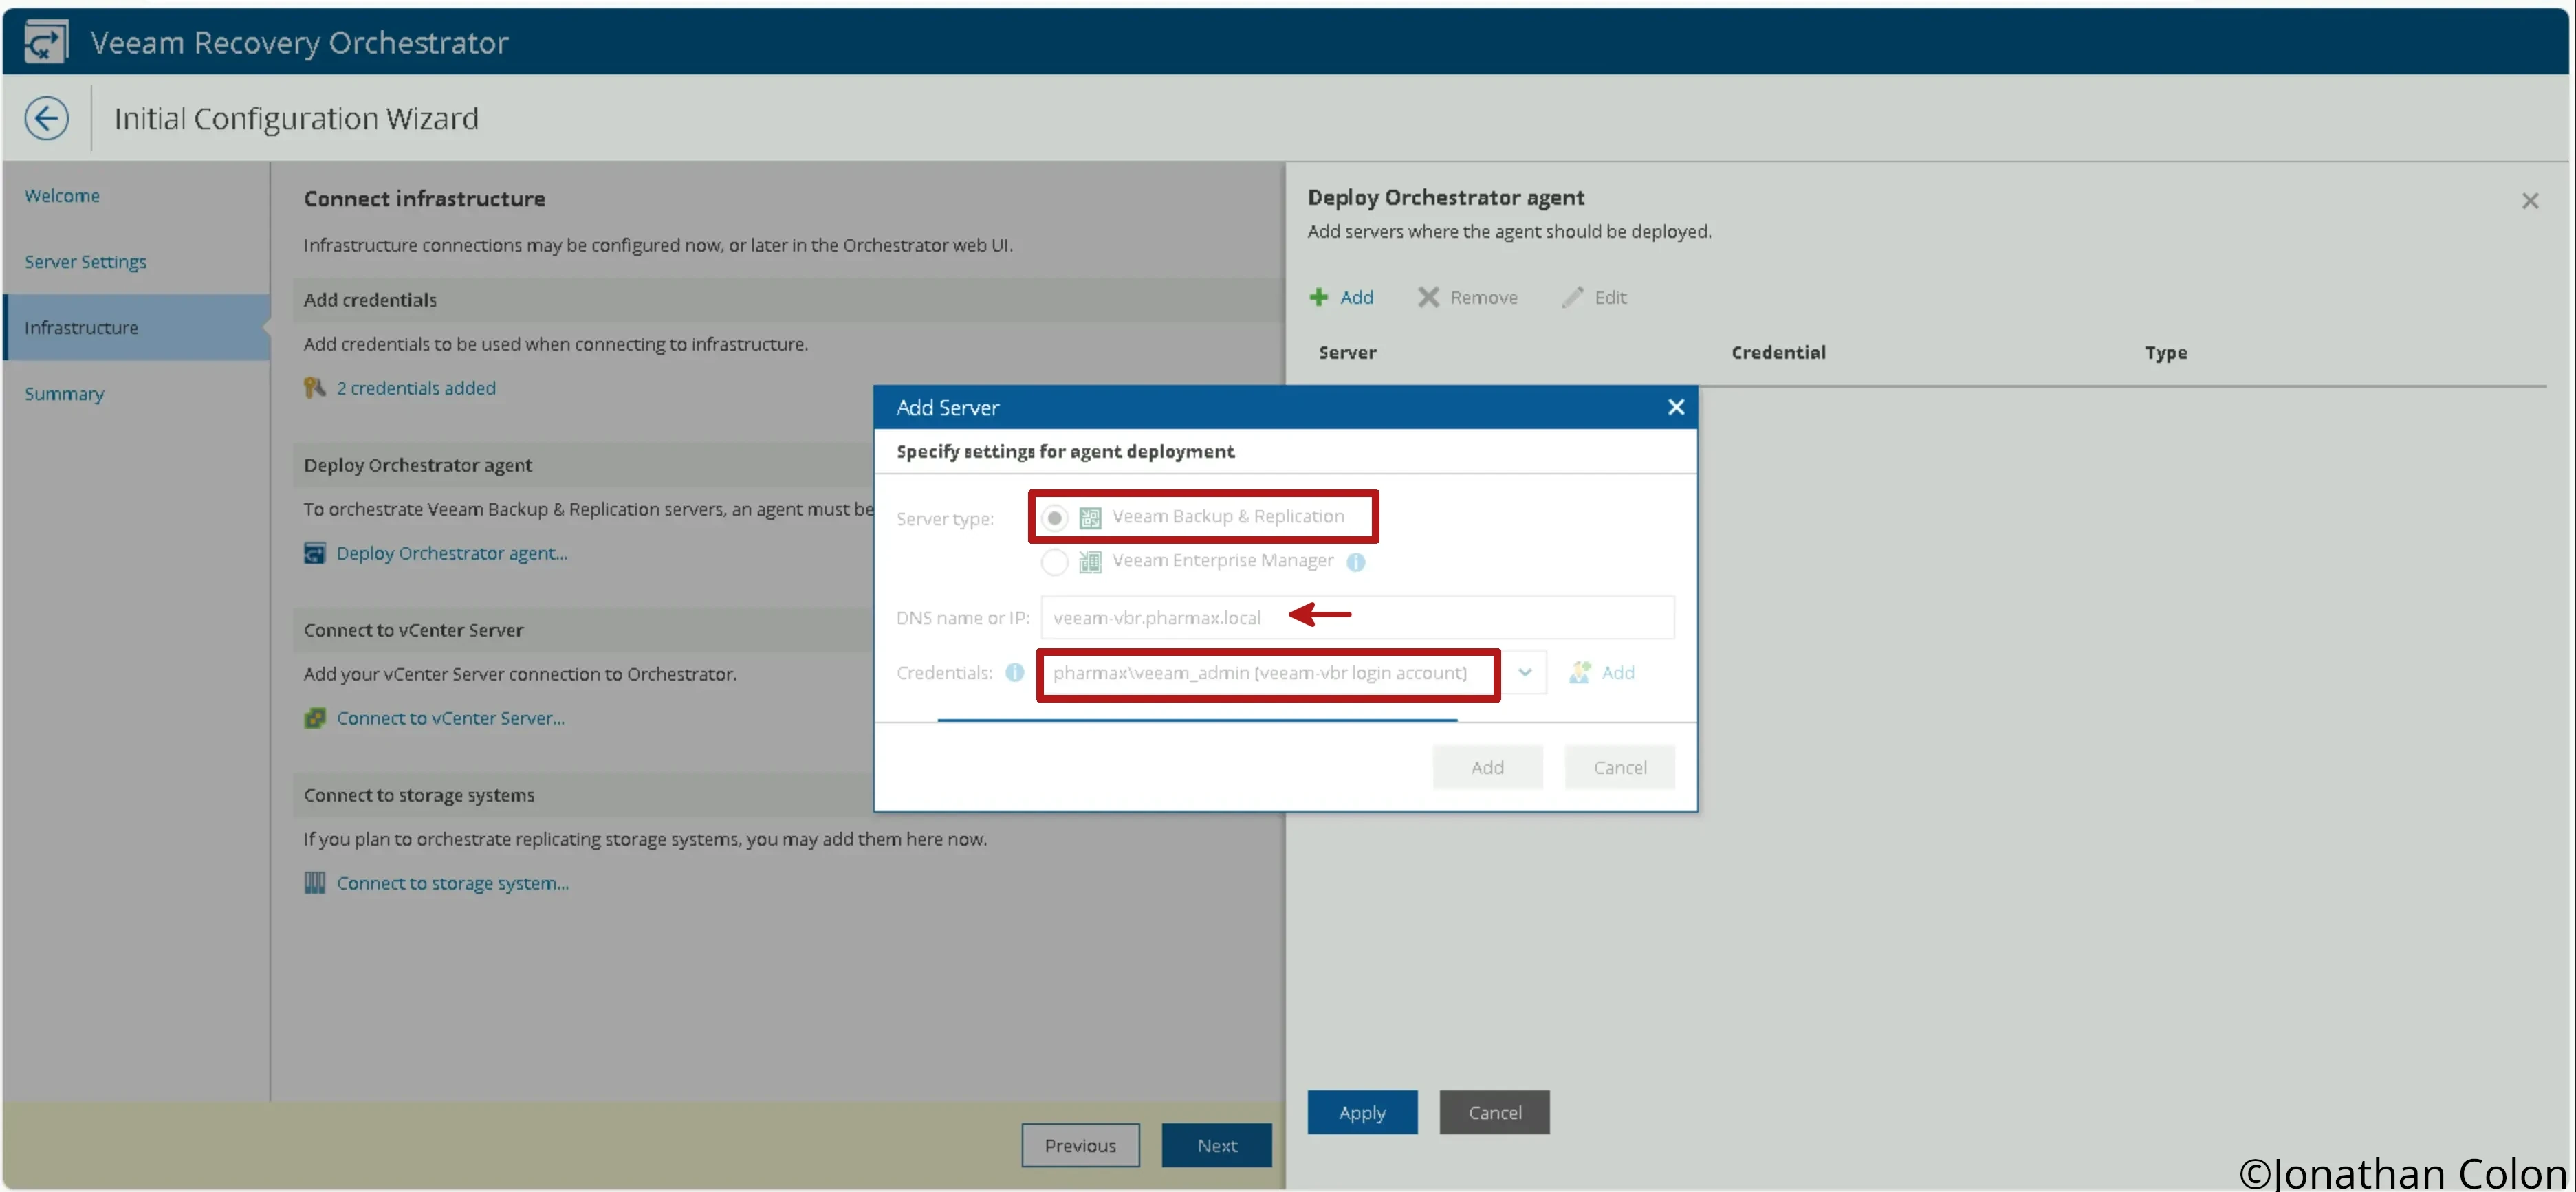 Veeam Recovery Orchestrator
Initial Configuration Wizard
Welcome
Server Settings
Infrastructure
Summary
Connect infrastructure
Infrastructure connections may be configured now, or later in the Orchestrator web UI.
Add credentials
Add credentials to be used when connecting to infrastructure.
2 credentials added
Deploy Orchestrator agent
To orchestrate Veeam Backup & Replication servers, an agent must be
Deploy Orchestrator agent...
Connect to vCenter Server
Add your vCenter Server connection to Orchestrator.
Connect to vCenter Server...
Connect to storage systems
If you plan to orchestrate replicating storage systems, you may add them here now.
Connect to storage system...
Previous
Next
Deploy Orchestrator agent
Add servers where the agent should be deployed.
Add Remove Edit
Server Credential Type
Add Server
Specify settings for agent deployment
Server type: Veeam Backup & Replication
Veeam Enterprise Manager
DNS name or IP: veeam-vbr.pharmax.local
Credentials: pharmax\veeam_admin (veeam-vbr login account) Add
Add Cancel
Apply Cancel
©Jonathan Colon